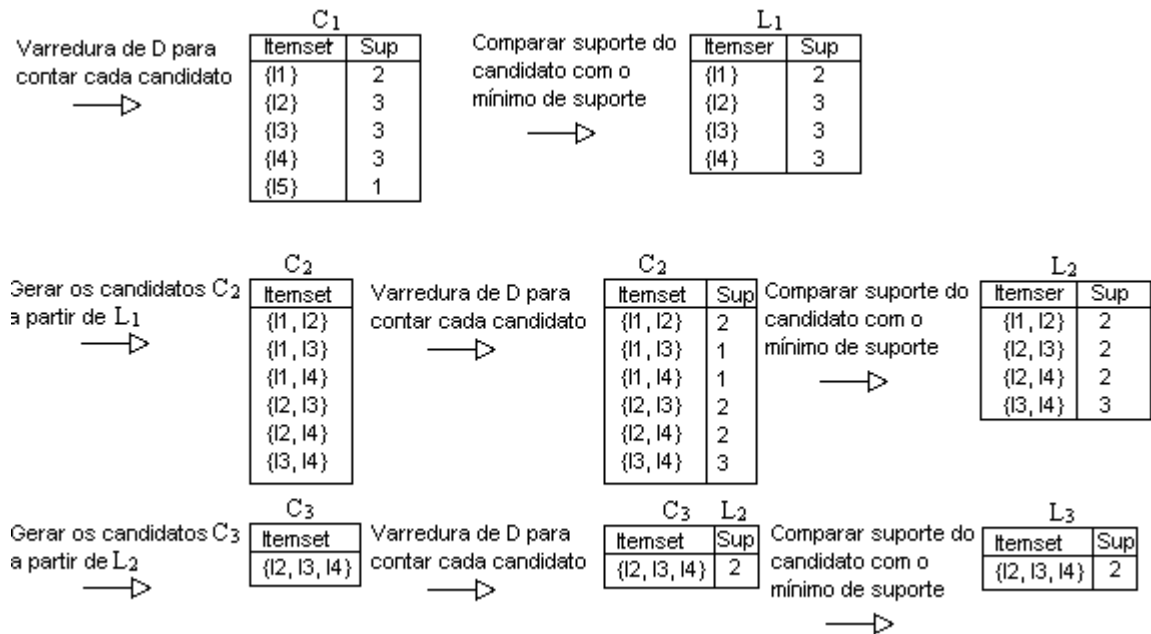 C1
L1
Varredura de D para
contar cada candidato
Itemset Sup
{I1} 2
{I2} 3
{I3} 3
{I4} 3
{I5} 1
Comparar suporte do
candidato com o
mínimo de suporte
Itemser Sup
{I1} 2
{I2} 3
{I3} 3
{I4} 3
Gerar os candidatos C2
a partir de L1
C2
Itemset
{I1, I2}
{I1, I3}
{I1, I4}
{I2, I3}
{I2, I4}
{I3, I4}
Varredura de D para
contar cada candidato
C2
Itemset Sup
{I1, I2} 2
{I1, I3} 1
{I1, I4} 1
{I2, I3} 2
{I2, I4} 2
{I3, I4} 3
Comparar suporte do
candidato com o
mínimo de suporte
L2
Itemser Sup
{I1, I2} 2
{I2, I3} 2
{I2, I4} 2
{I3, I4} 3
Gerar os candidatos C3
a partir de L2
C3
Itemset
{I2, I3, I4}
Varredura de D para
contar cada candidato
C3 L2
Itemset Sup
{I2, I3, I4} 2
Comparar suporte do
candidato com o
mínimo de suporte
L3
Itemset Sup
{I2, I3, I4} 2